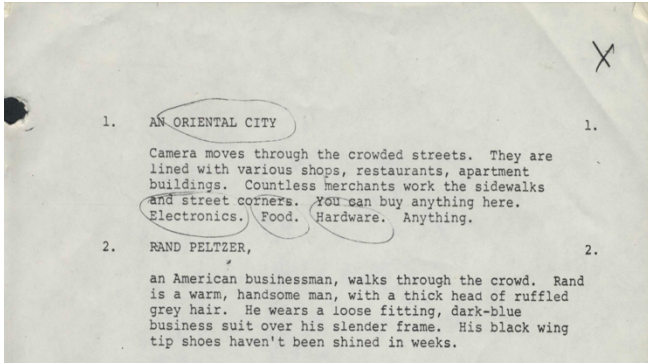 X
1. AN ORIENTAL CITY 1.
Camera moves through the crowded streets. They are
lined with various shops, restaurants, apartment
buildings. Countless merchants work the sidewalks
and street corners. You can buy anything here.
Electronics. Food. Hardware. Anything.
2. RAND PELTZER, 2.
an American businessman, walks through the crowd. Rand
is a warm, handsome man, with a thick head of ruffled
grey hair. He wears a loose fitting, dark-blue
business suit over his slender frame. His black wing
tip shoes haven't been shined in weeks.